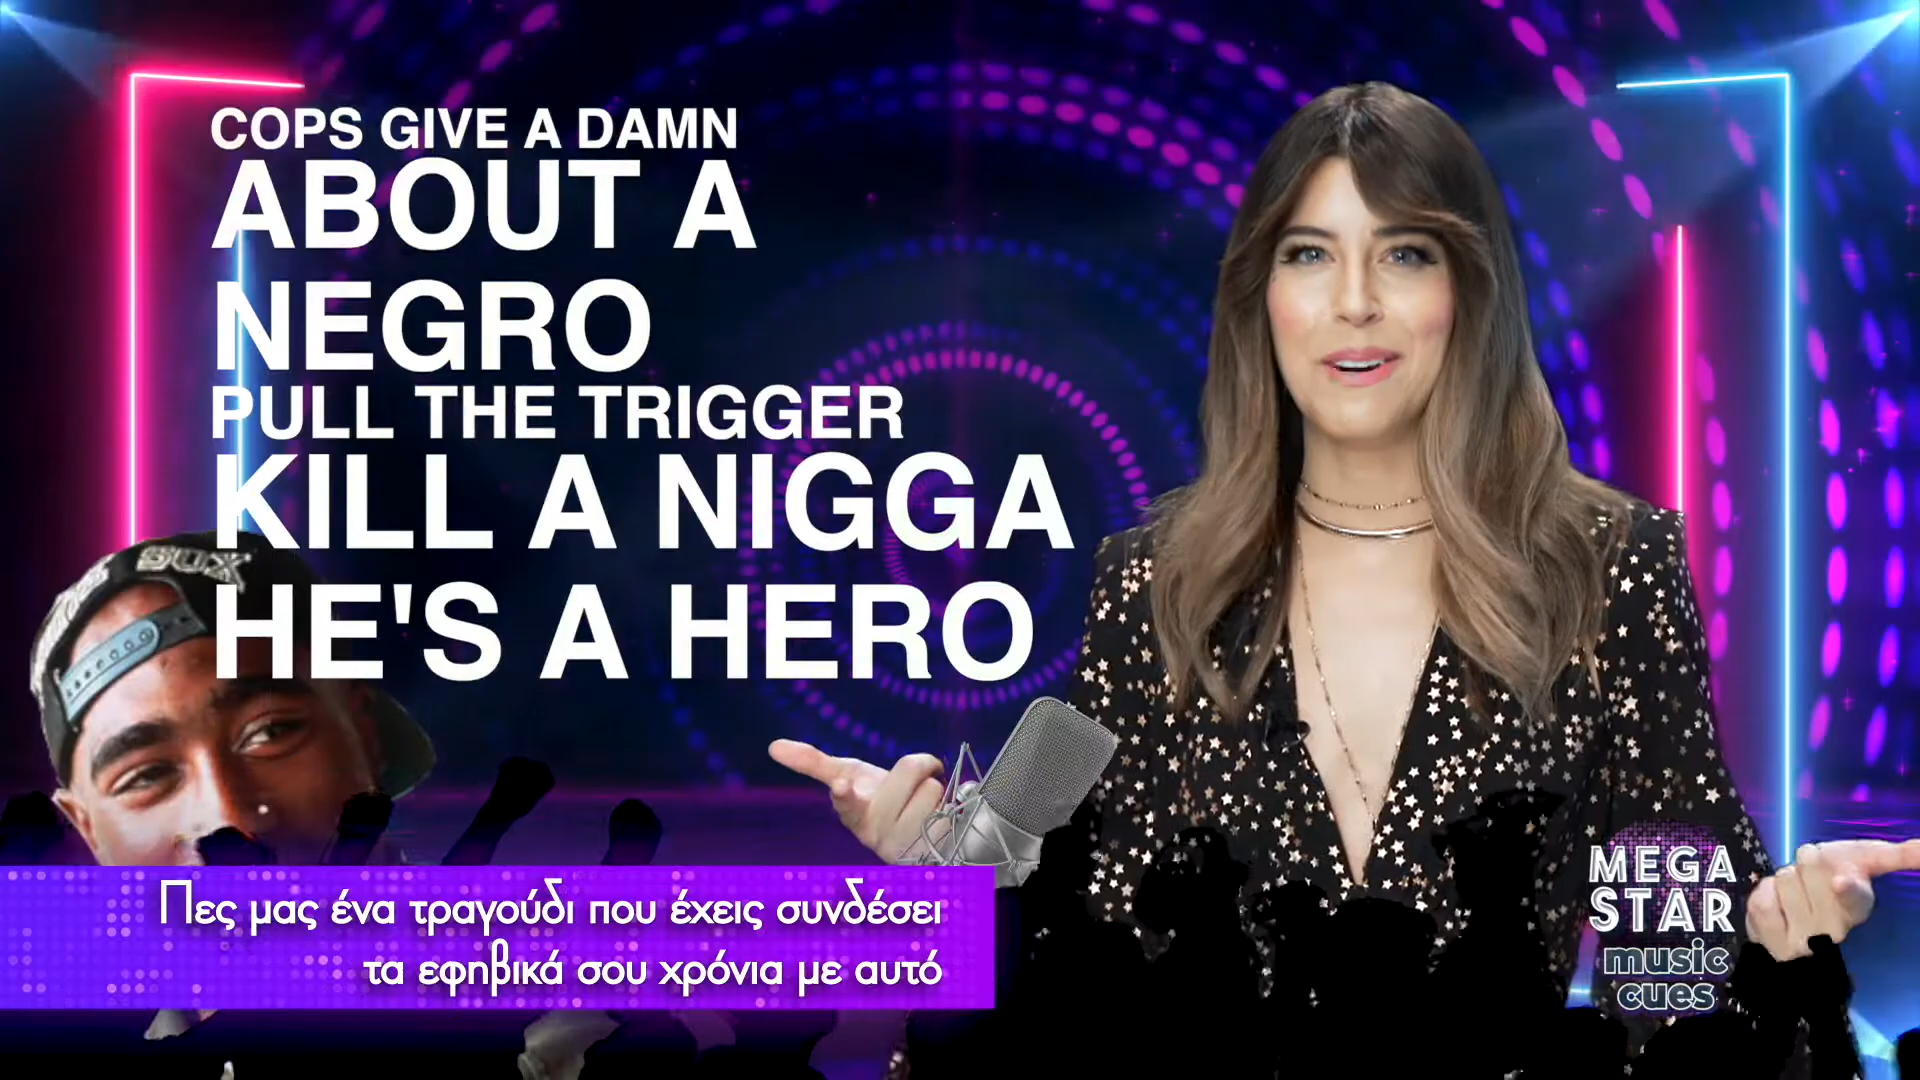 COPS GIVE A DAMN
ABOUT A
NEGRO
PULL THE TRIGGER
KILL A NIGGA
HE'S A HERO
SUX
Πες μας ένα τραγούδι που έχεις συνδέσει
τα εφηβικά σου χρόνια με αυτό
MEGA
STAR
music
cues